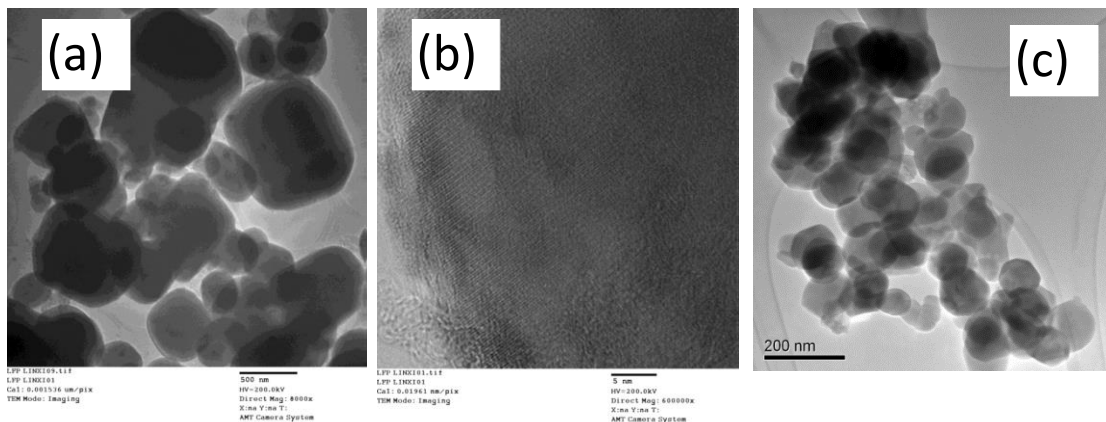 (a)
LFP LINXI09.tif
LFP LINXI01
Cal: 0.001536 um/pix
TEM Mode: Imaging
500 nm
HV=200.0kV
Direct Mag: 8000x
X:na Y:na T:
AMT Camera System
(b)
LFP LINXI01.tif
LFP LINXI01
Cal: 0.01961 nm/pix
TEM Mode: Imaging
5 nm
HV=200.0kV
Direct Mag: 600000x
X:na Y:na T:
AMT Camera System
(c)
200 nm